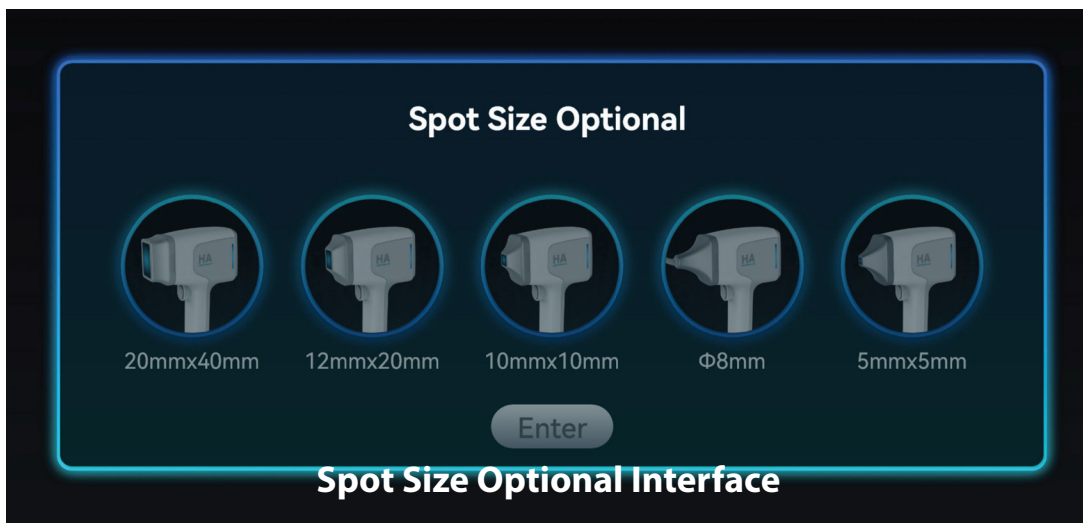 Spot Size Optional
HA HA HA HA HA
20mmx40mm 12mmx20mm 10mmx10mm Φ8mm 5mmx5mm
Enter
Spot Size Optional Interface